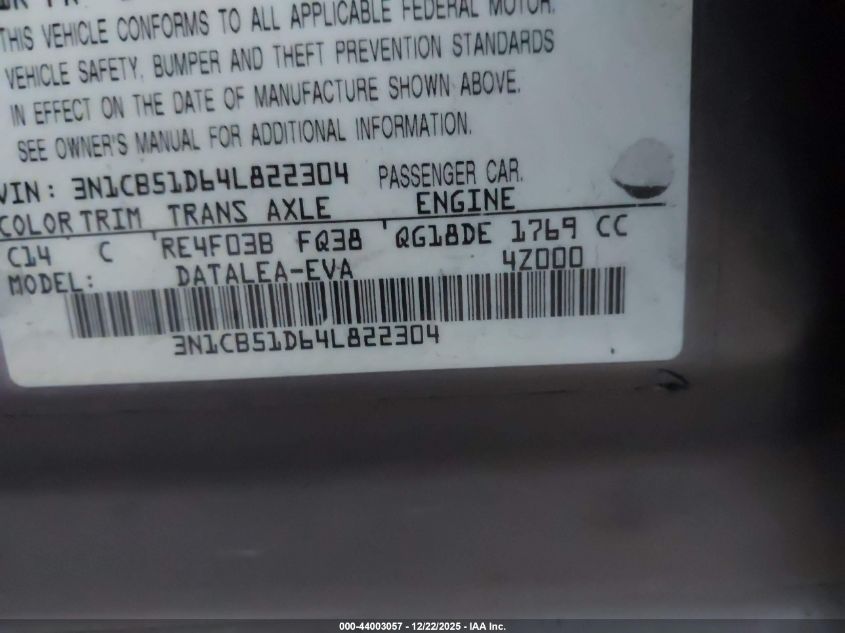 THIS VEHICLE CONFORMS TO ALL APPLICABLE FEDERAL MOTOR.
VEHICLE SAFETY, BUMPER AND THEFT PREVENTION STANDARDS
IN EFFECT ON THE DATE OF MANUFACTURE SHOWN ABOVE.
SEE OWNER'S MANUAL FOR ADDITIONAL INFORMATION.
VIN: 3N1CB51D64L822304 PASSENGER CAR.
COLOR TRIM TRANS AXLE ENGINE
C14 C RE4F03B FQ38 QG18DE 1769 CC
MODEL: DATALEA-EVA 4Z000
3N1CB51D64L822304
000-44003057 - 12/22/2025 - IAA Inc.